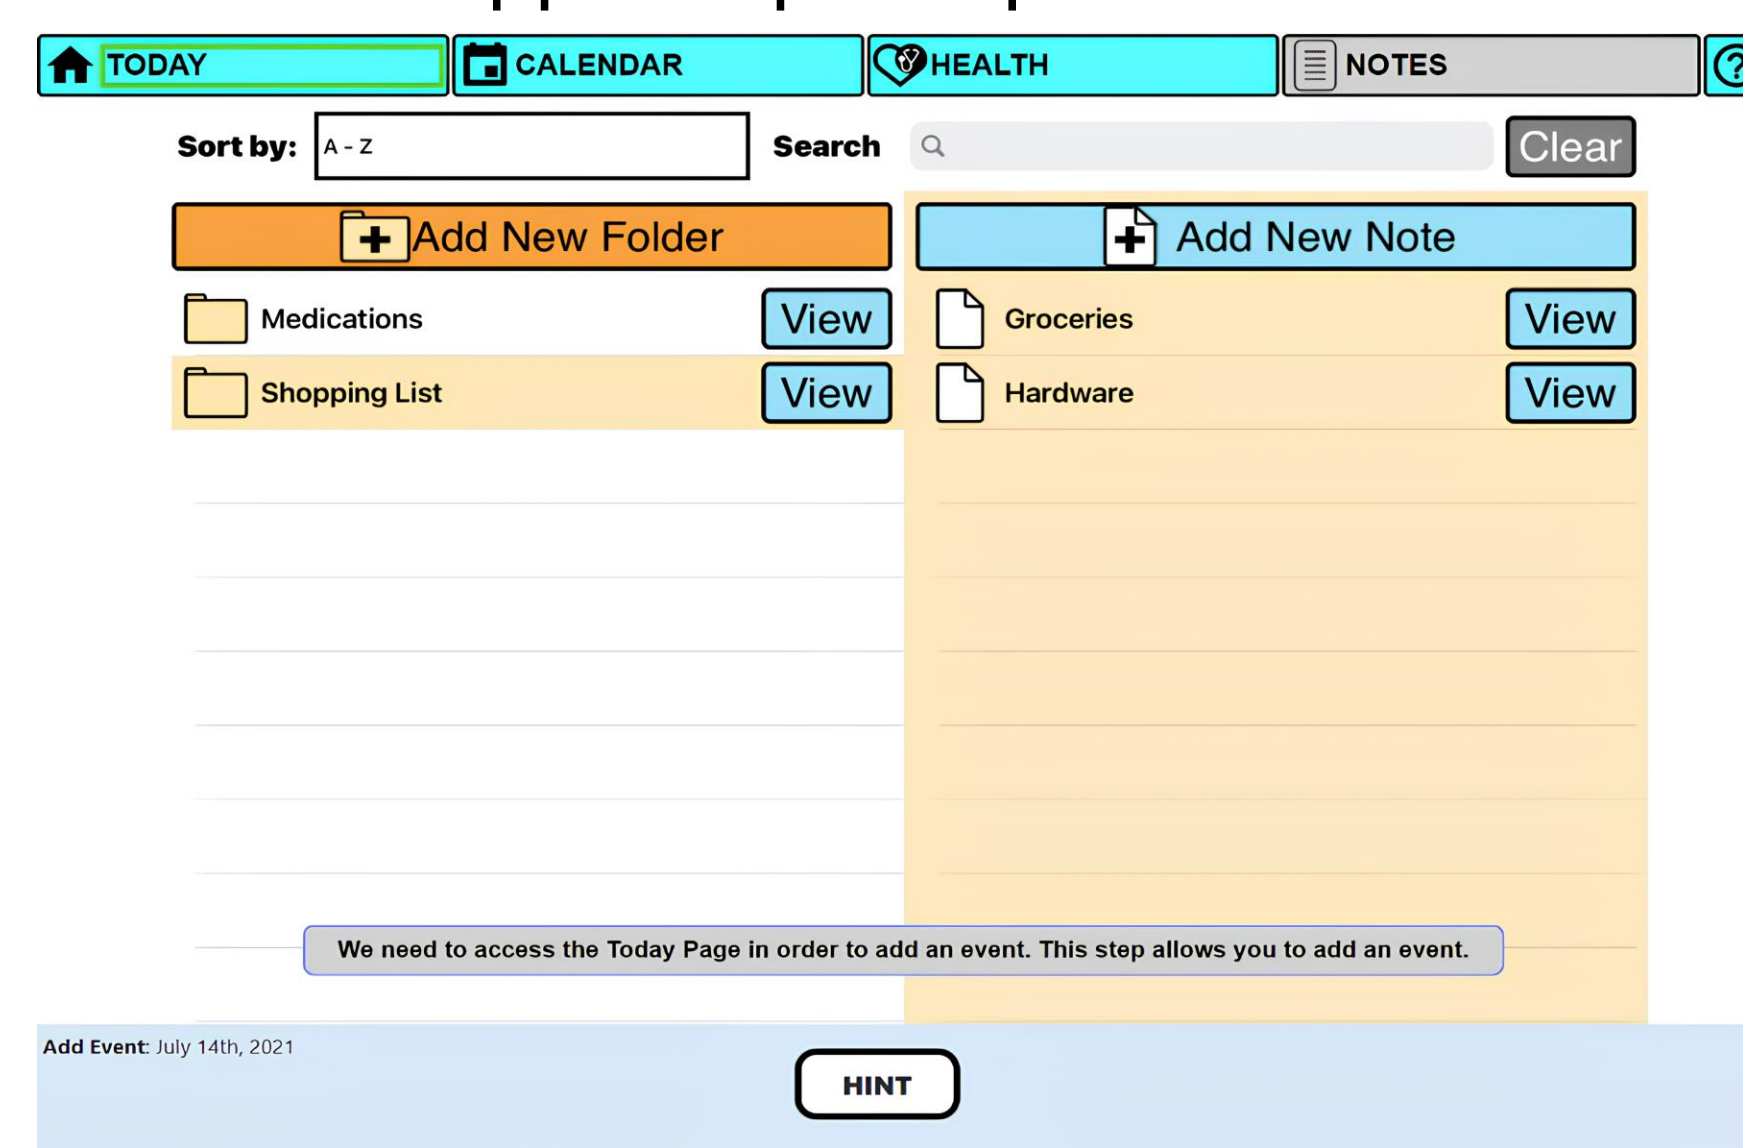 TODAY CALENDAR HEALTH NOTES ?
Sort by: A - Z Search Clear
Add New Folder Add New Note
Medications View Groceries View
Shopping List View Hardware View
We need to access the Today Page in order to add an event. This step allows you to add an event.
Add Event: July 14th, 2021
HINT